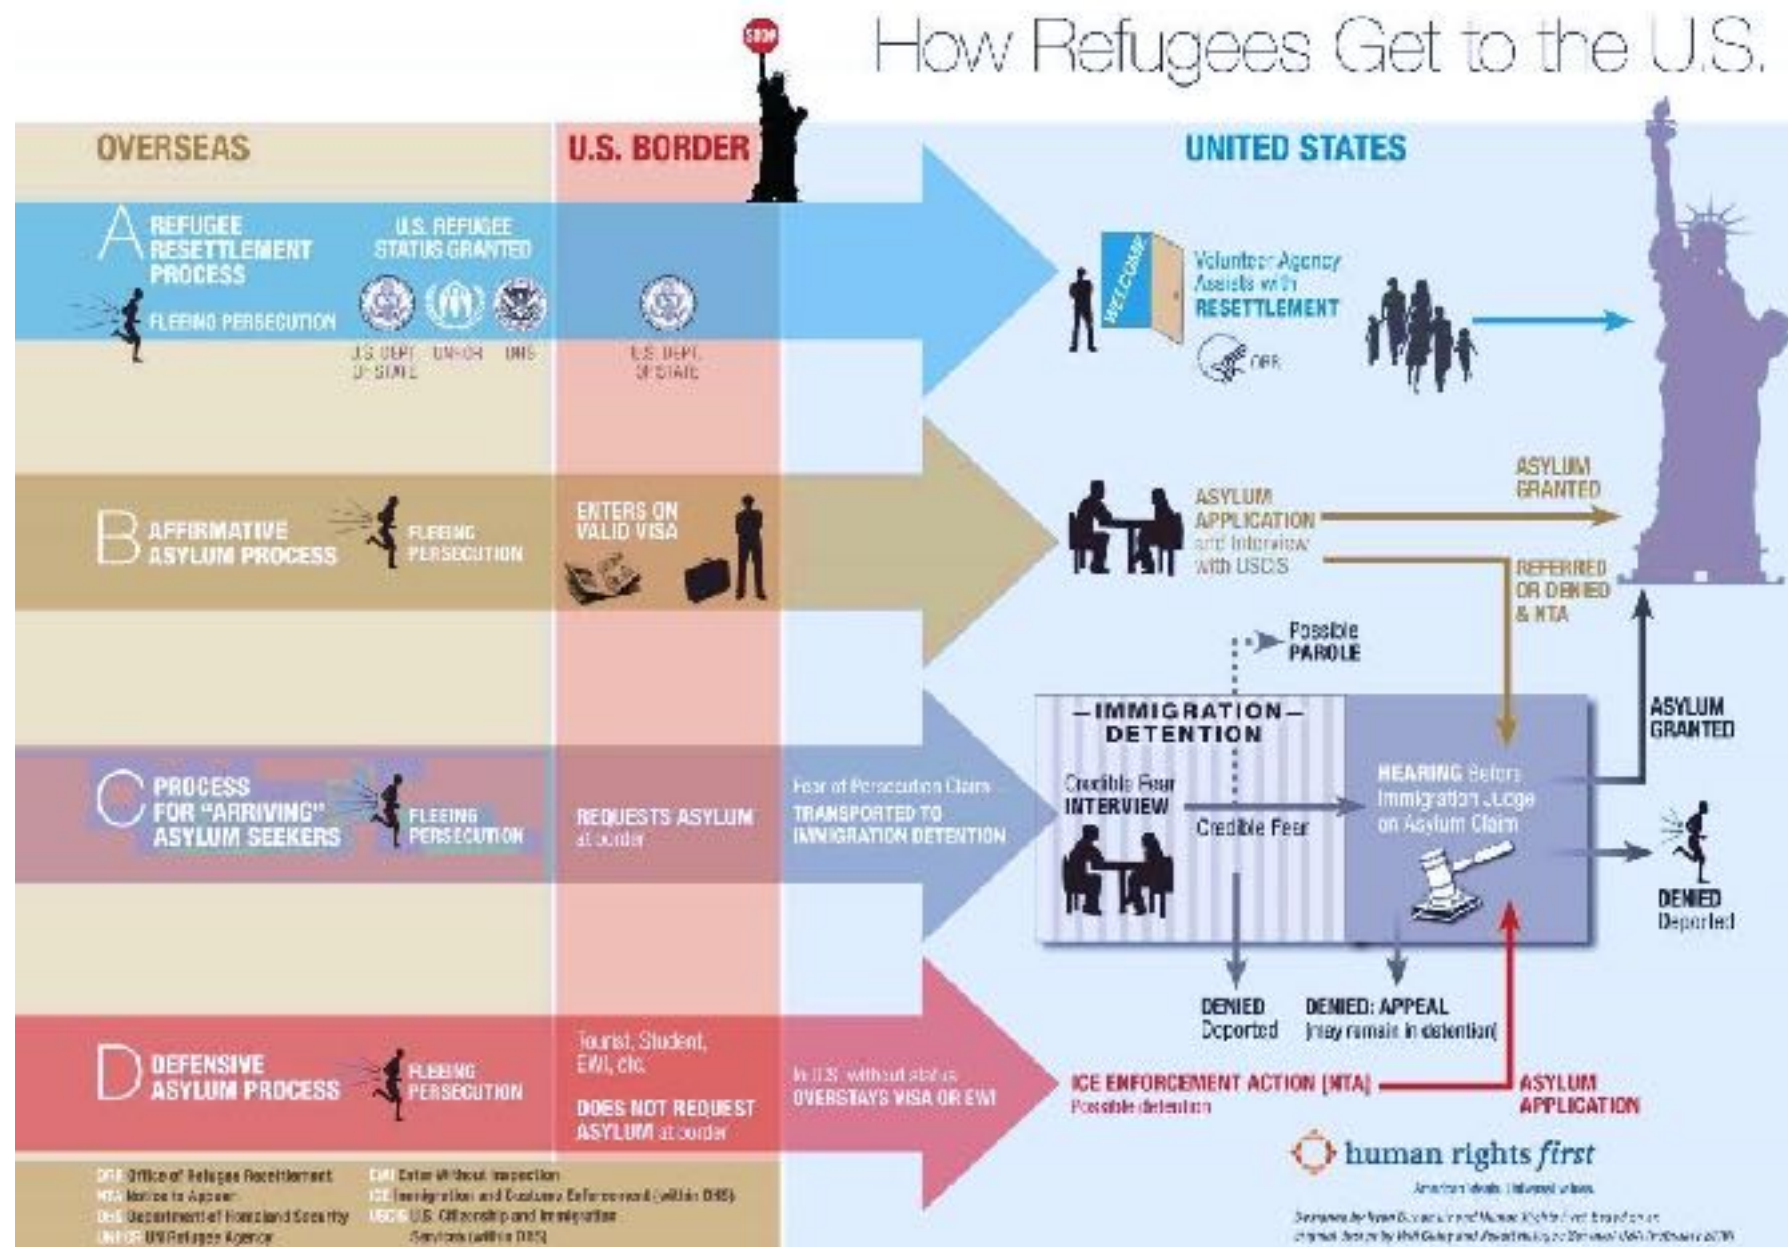 STOP
How Refugees Get to the U.S.
OVERSEAS
U.S. BORDER
UNITED STATES
A REFUGEE
RESETTLEMENT
PROCESS
FLEEING PERSECUTION
U.S. REFUGEE
STATUS GRANTED
U.S. DEPT.
OF STATE
UNHCR
DHS
U.S. DEPT.
OF STATE
WELCOME
Volunteer Agency
Assists with
RESETTLEMENT
ORR
B AFFIRMATIVE
ASYLUM PROCESS
FLEEING
PERSECUTION
ENTERS ON
VALID VISA
ASYLUM
APPLICATION
and Interview
with USCIS
ASYLUM
GRANTED
REFERRED
OR DENIED
& NTA
Possible
PAROLE
C PROCESS
FOR "ARRIVING"
ASYLUM SEEKERS
FLEEING
PERSECUTION
REQUESTS ASYLUM
at border
Fear of Persecution Claim
TRANSPORTED TO
IMMIGRATION DETENTION
—IMMIGRATION—
DETENTION
Credible Fear
INTERVIEW
Credible Fear
HEARING Before
Immigration Judge
on Asylum Claim
ASYLUM
GRANTED
DENIED
Deported
DENIED
Deported
DENIED: APPEAL
(may remain in detention)
D DEFENSIVE
ASYLUM PROCESS
FLEEING
PERSECUTION
Tourist, Student,
EWI, etc.
DOES NOT REQUEST
ASYLUM at border
In U.S. without status
OVERSTAYS VISA OR EWI
ICE ENFORCEMENT ACTION (NTA)
Possible detention
ASYLUM
APPLICATION
ORR Office of Refugee Resettlement
NTA Notice to Appear
DHS Department of Homeland Security
UNHCR UN Refugee Agency
EWI Enter Without Inspection
ICE Immigration and Customs Enforcement (within DHS)
USCIS U.S. Citizenship and Immigration
Services (within DHS)
human rights first
American ideals. Universal values.